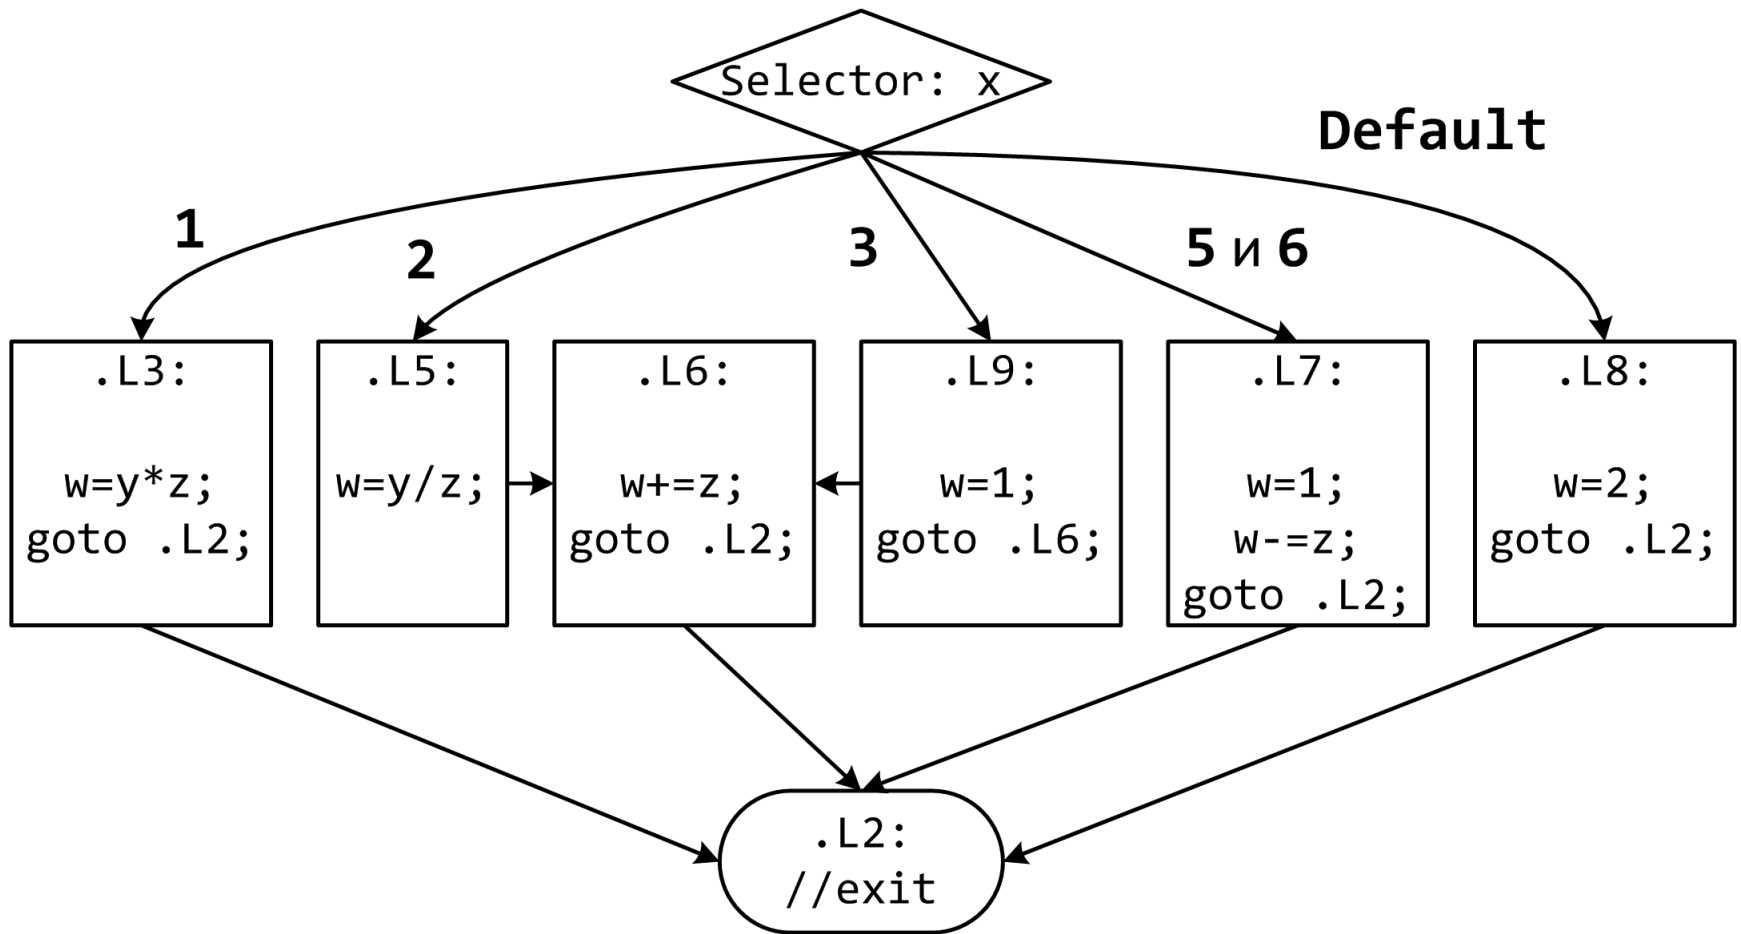 Selector: x
Default
1
2
3
5 и 6
.L3:
w=y*z;
goto .L2;
.L5:
w=y/z;
.L6:
w+=z;
goto .L2;
.L9:
w=1;
goto .L6;
.L7:
w=1;
w-=z;
goto .L2;
.L8:
w=2;
goto .L2;
.L2:
//exit